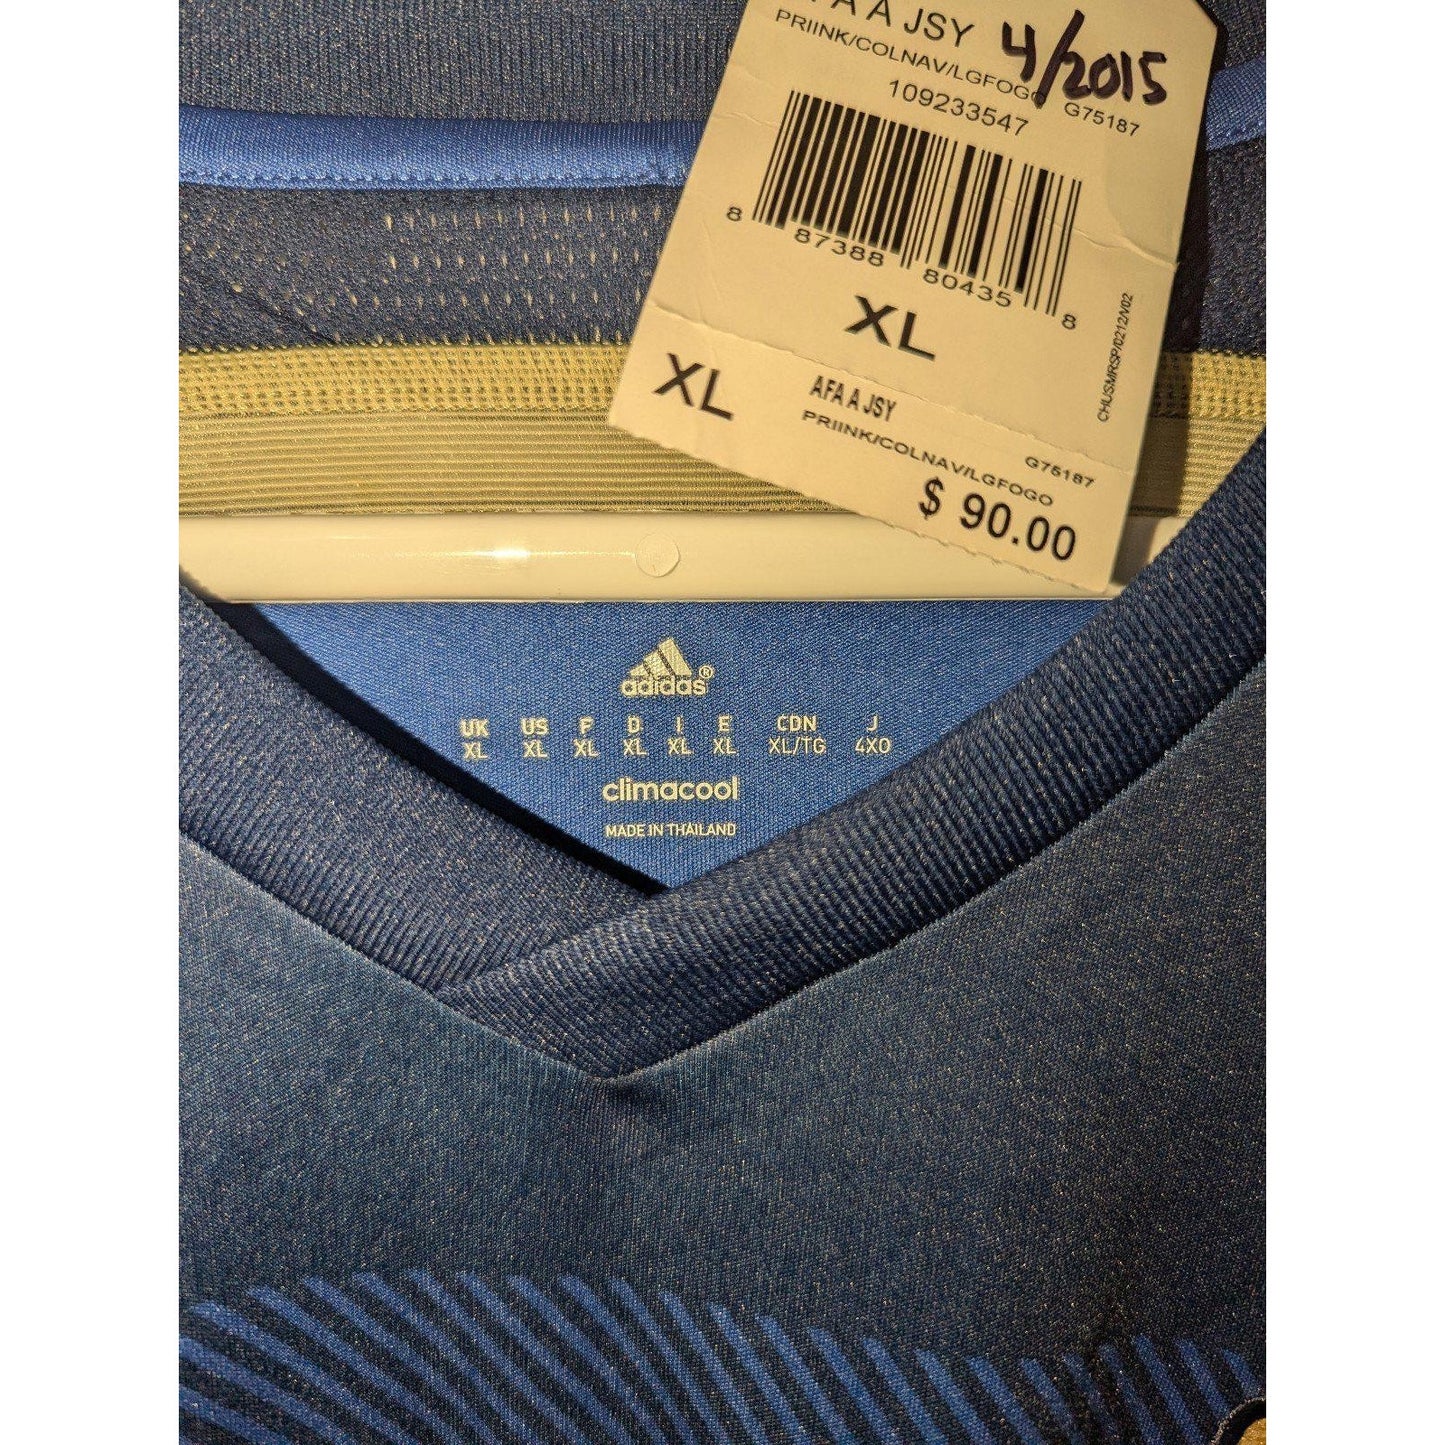 A A JSY
4/2015
PRIINK/COLNAV/LGFOGO G75187
109233547
8 87388 80435 8
XL
CHUSMRSP/0212/V02
XL
AFA A JSY
PRIINK/COLNAV/LGFOGO G75187
$ 90.00
adidas®
UK US F D I E CDN J
XL XL XL XL XL XL XL/TG 4XO
climacool
MADE IN THAILAND